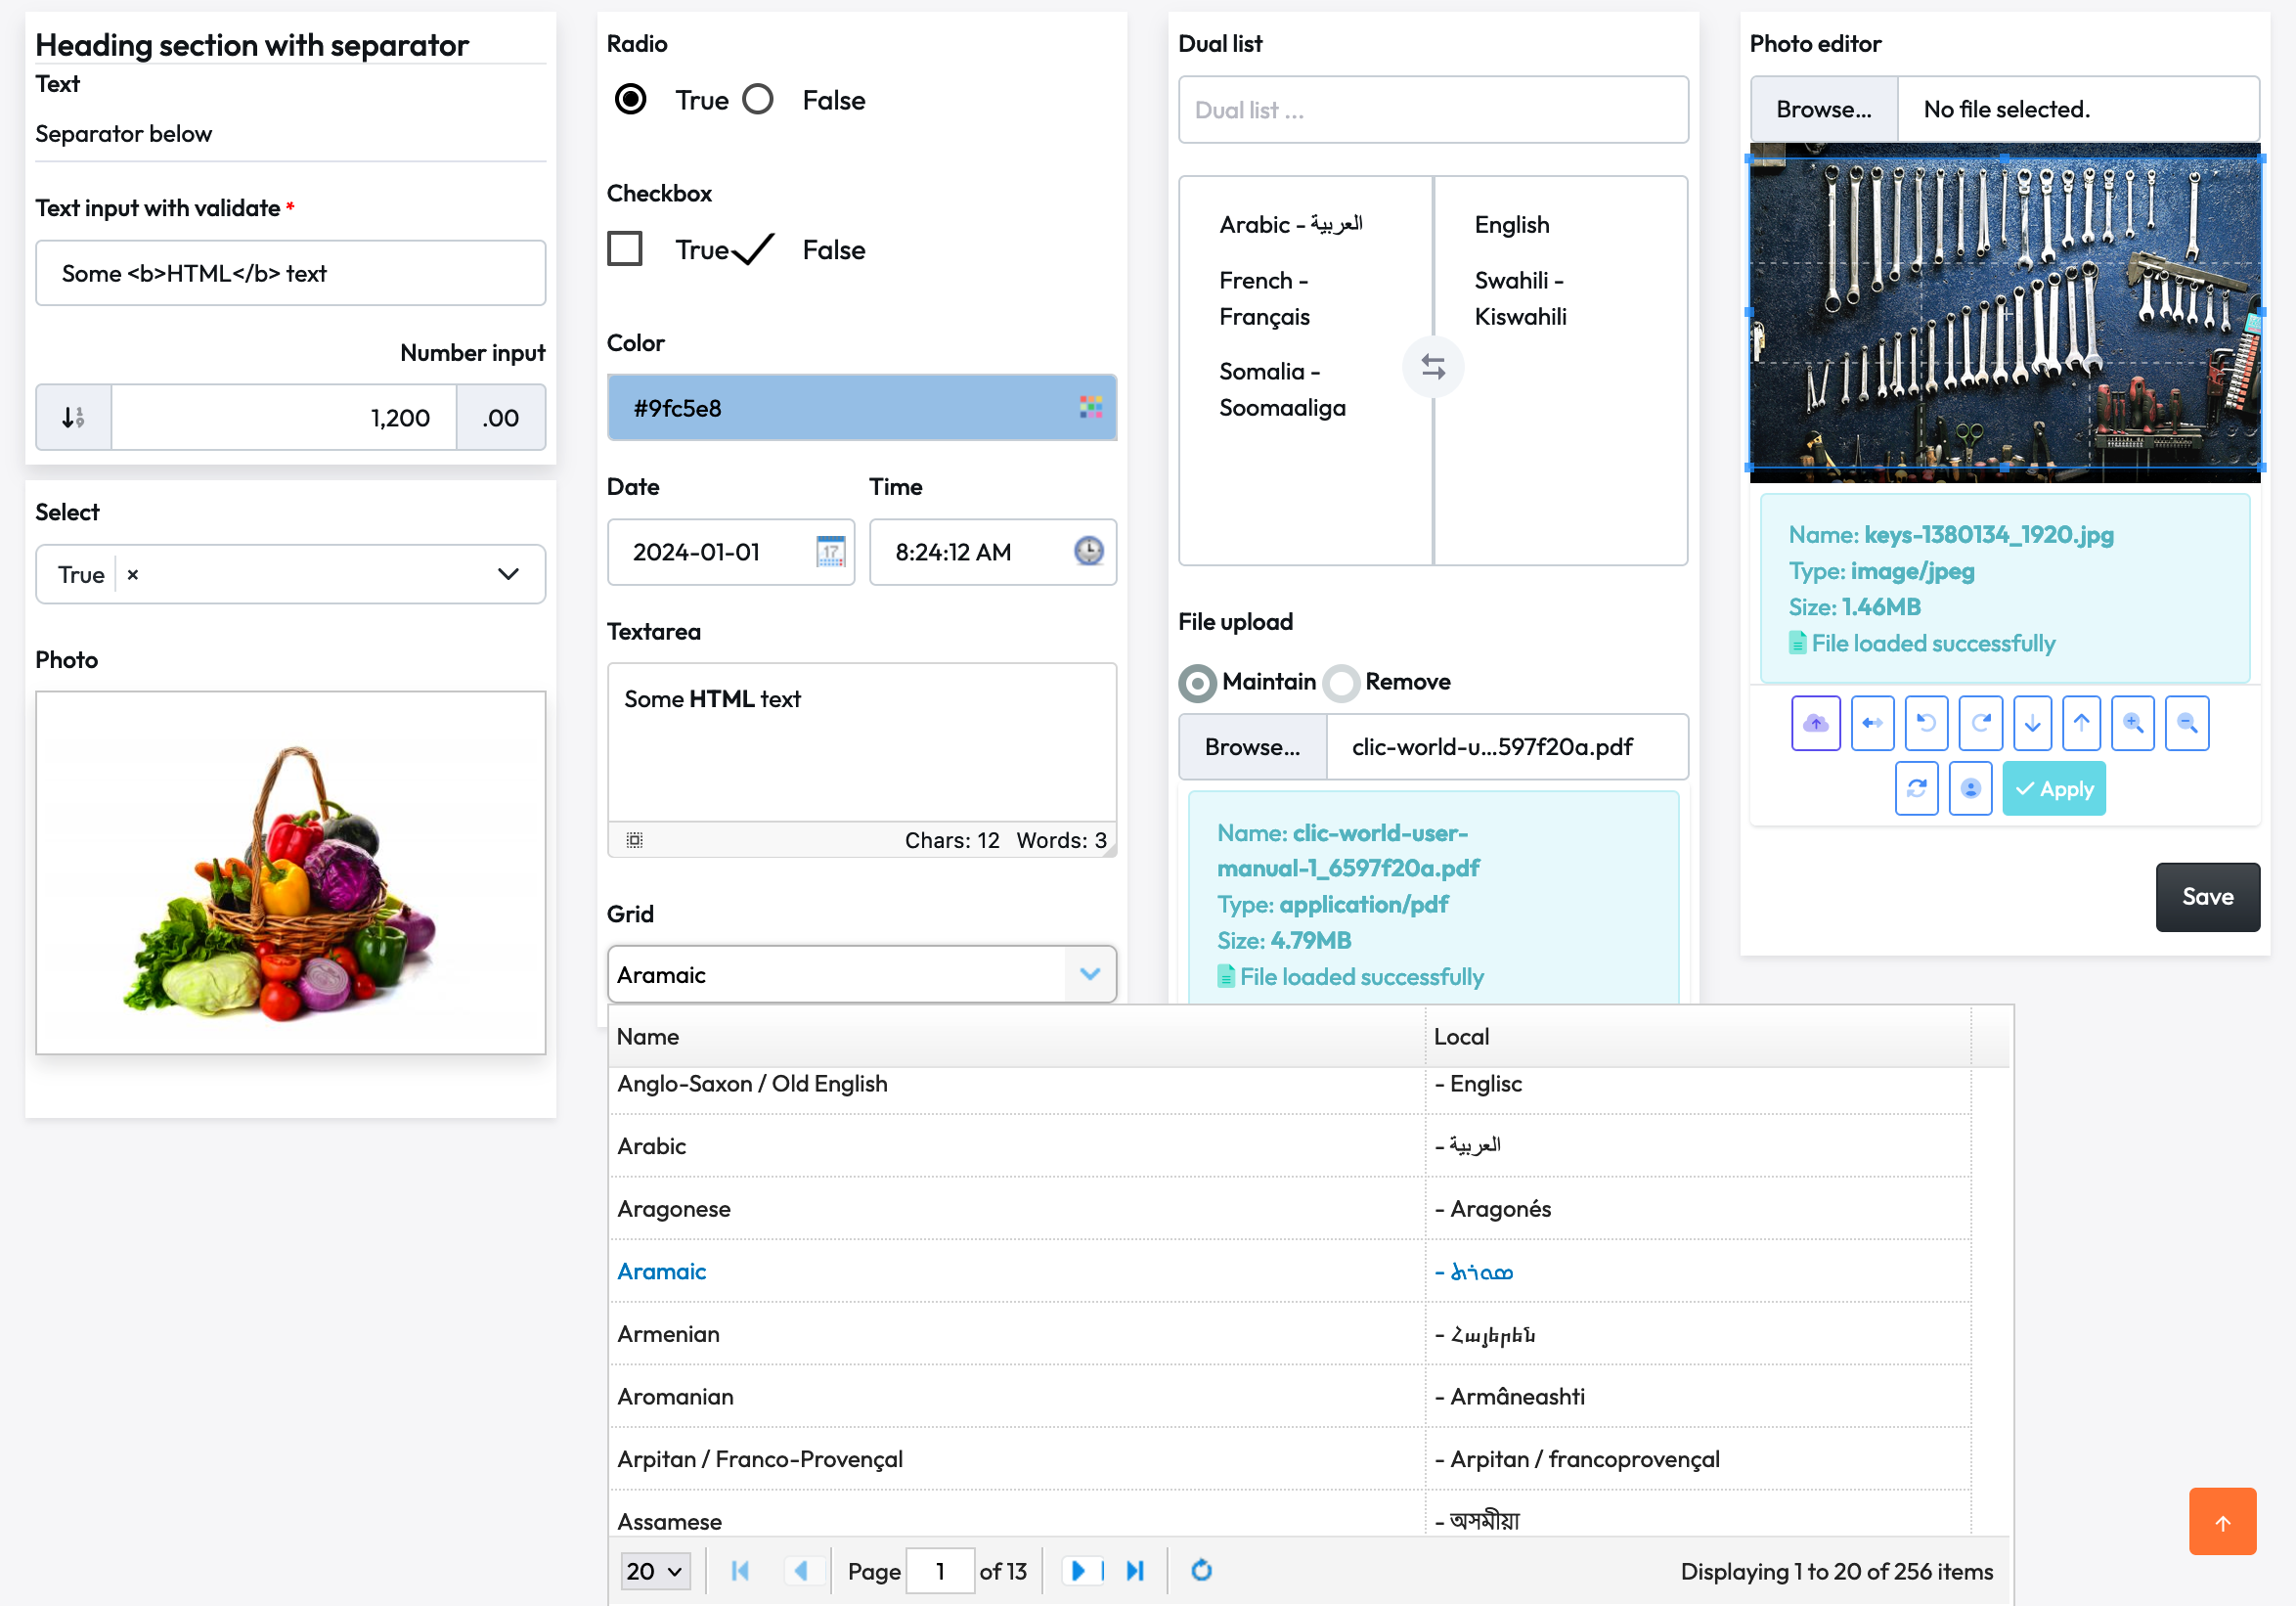 Heading section with separator
Text
Separator below
Text input with validate *
Some <b>HTML</b> text
Number input
1,200 .00
Select
True ×
Photo
Radio
True False
Checkbox
True False
Color
#9fc5e8
Date Time
2024-01-01 8:24:12 AM
Textarea
Some HTML text
Chars: 12 Words: 3
Grid
Aramaic
Name Local
Anglo-Saxon / Old English - Englisc
Arabic - العربية
Aragonese - Aragonés
Aramaic - ܣܘܪܬ
Armenian - Հայերեն
Aromanian - Armâneashti
Arpitan / Franco-Provençal - Arpitan / francoprovençal
Assamese - অসমীয়া
20 Page 1 of 13 Displaying 1 to 20 of 256 items
Dual list
Dual list ...
Arabic - العربية
French -
Français
Somalia -
Soomaaliga
English
Swahili -
Kiswahili
File upload
Maintain Remove
Browse... clic-world-u...597f20a.pdf
Name: clic-world-user-
manual-1_6597f20a.pdf
Type: application/pdf
Size: 4.79MB
File loaded successfully
Photo editor
Browse... No file selected.
Name: keys-1380134_1920.jpg
Type: image/jpeg
Size: 1.46MB
File loaded successfully
Apply
Save